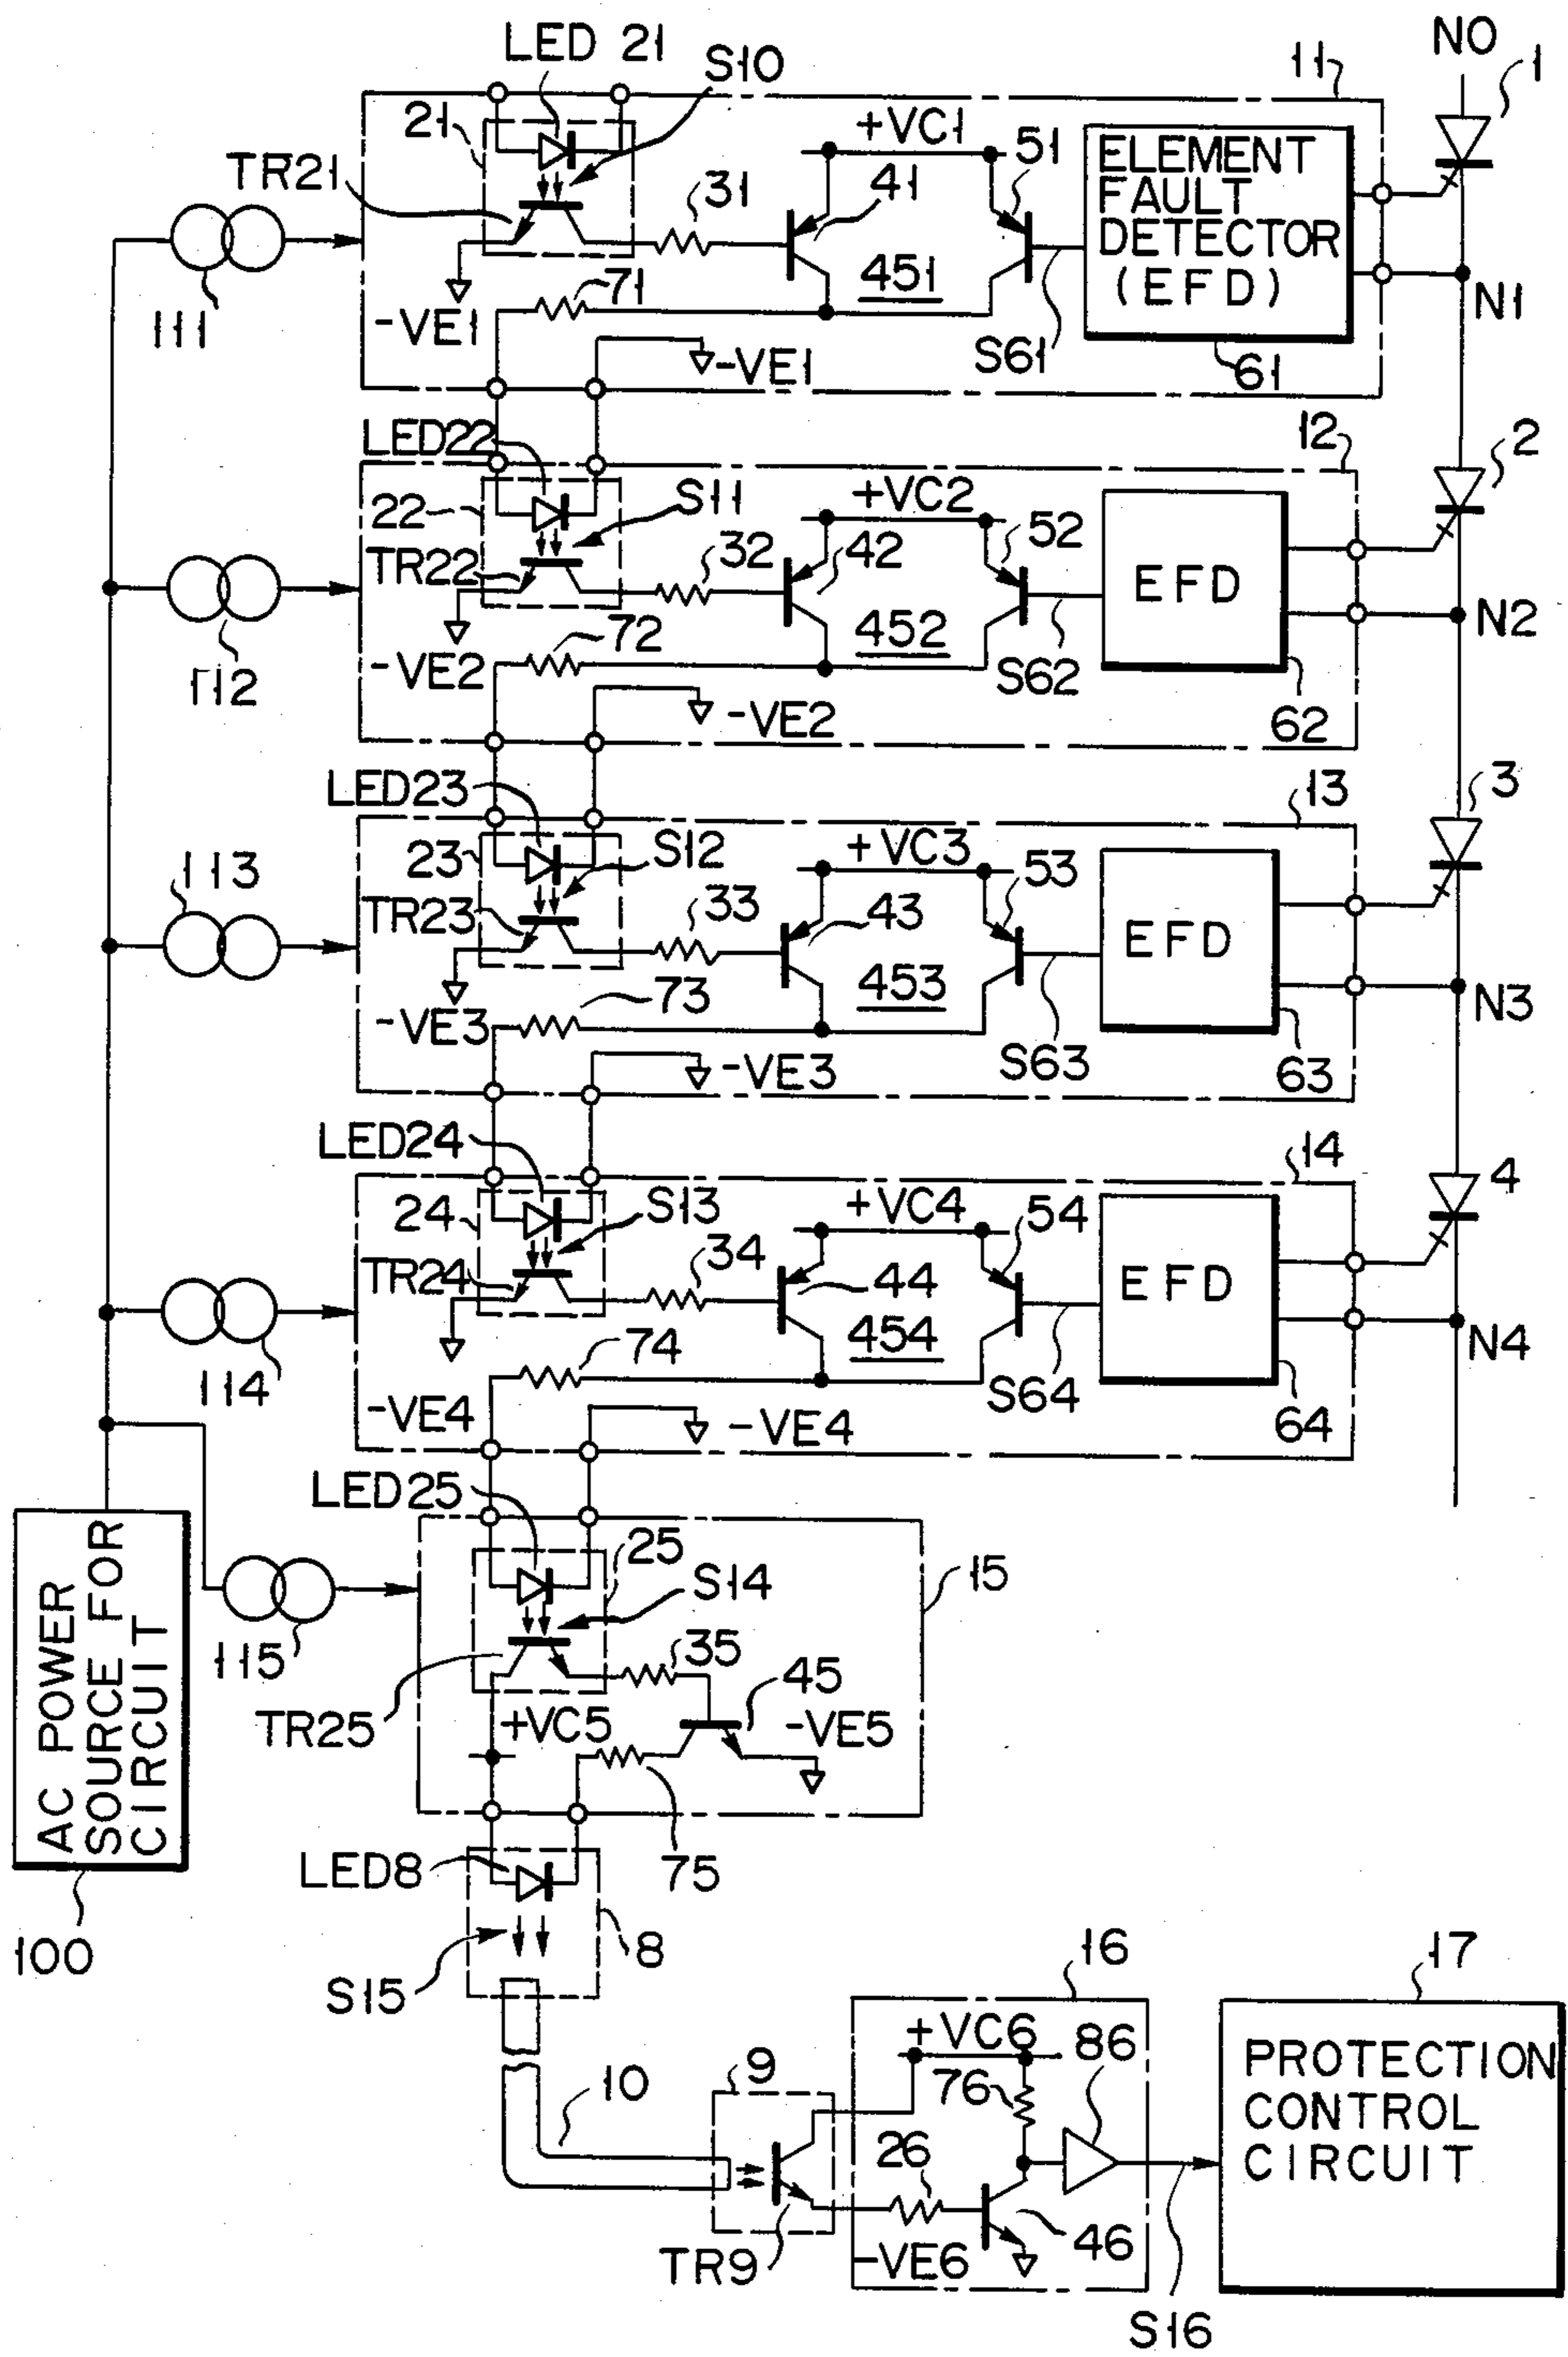 LED 21
S10
11
NO
1
21
+VC1
51
ELEMENT
FAULT
DETECTOR
(EFD)
TR21
31
41
451
71
111
-VE1
S61
61
N1
-VE1
LED22
12
2
22
S11
+VC2
52
TR22
32
42
EFD
452
72
N2
112
-VE2
S62
62
-VE2
LED23
13
3
23
S12
+VC3
53
113
TR23
33
43
EFD
453
73
N3
-VE3
S63
63
-VE3
LED24
14
4
24
S13
+VC4
54
TR24
34
44
EFD
454
74
N4
114
-VE4
S64
64
-VE4
LED25
25
15
S14
115
35
45
TR25
+VC5
-VE5
AC POWER
SOURCE FOR
CIRCUIT
75
LED8
100
8
S15
16
17
+VC6
86
9
76
10
26
PROTECTION
CONTROL
CIRCUIT
46
TR9
-VE6
S16